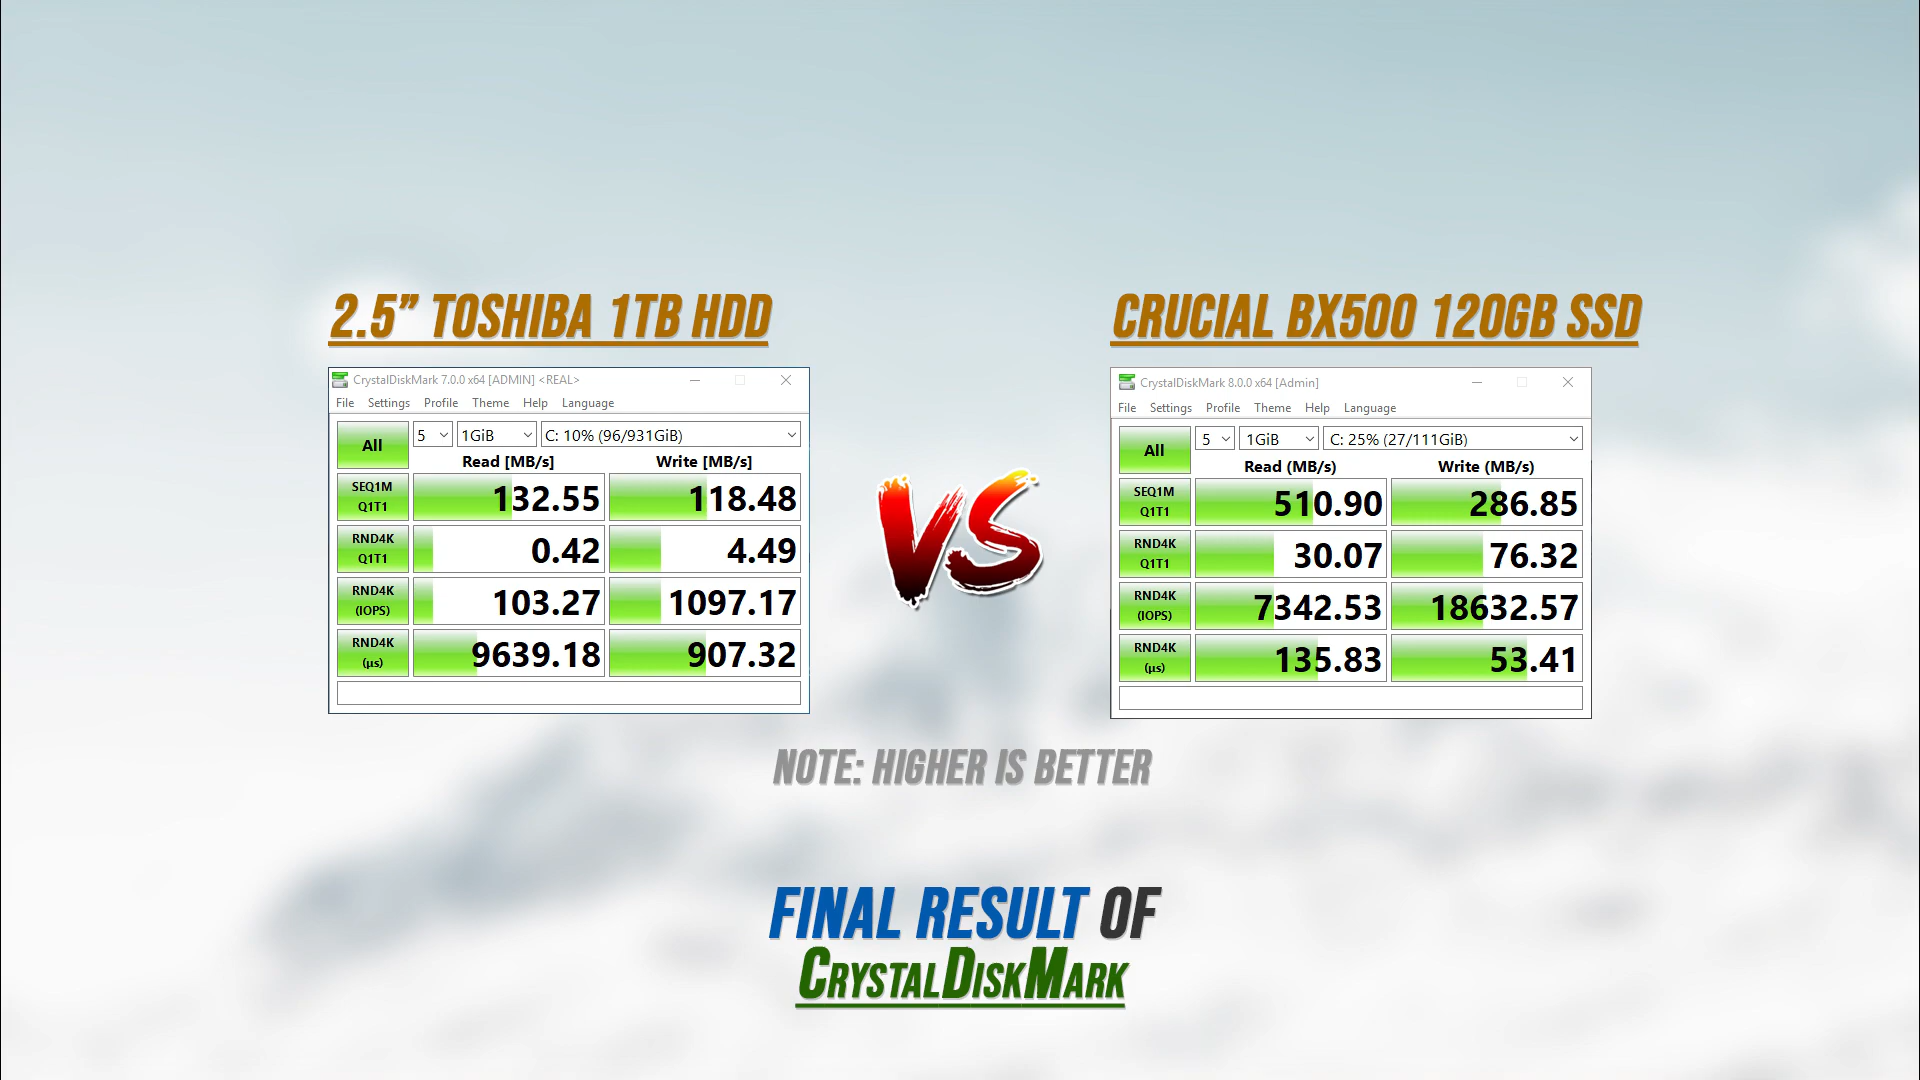 2.5” TOSHIBA 1TB HDD
CrystalDiskMark 7.0.0 x64 [ADMIN] <REAL>
File Settings Profile Theme Help Language
All 5 1GiB C: 10% (96/931GiB)
Read [MB/s] Write [MB/s]
SEQ1M
Q1T1
132.55 118.48
RND4K
Q1T1
0.42 4.49
RND4K
(IOPS)
103.27 1097.17
RND4K
(µs)
9639.18 907.32
VS
CRUCIAL BX500 120GB SSD
CrystalDiskMark 8.0.0 x64 [Admin]
File Settings Profile Theme Help Language
All 5 1GiB C: 25% (27/111GiB)
Read (MB/s) Write (MB/s)
SEQ1M
Q1T1
510.90 286.85
RND4K
Q1T1
30.07 76.32
RND4K
(IOPS)
7342.53 18632.57
RND4K
(µs)
135.83 53.41
NOTE: HIGHER IS BETTER
FINAL RESULT OF
CRYSTALDISKMARK